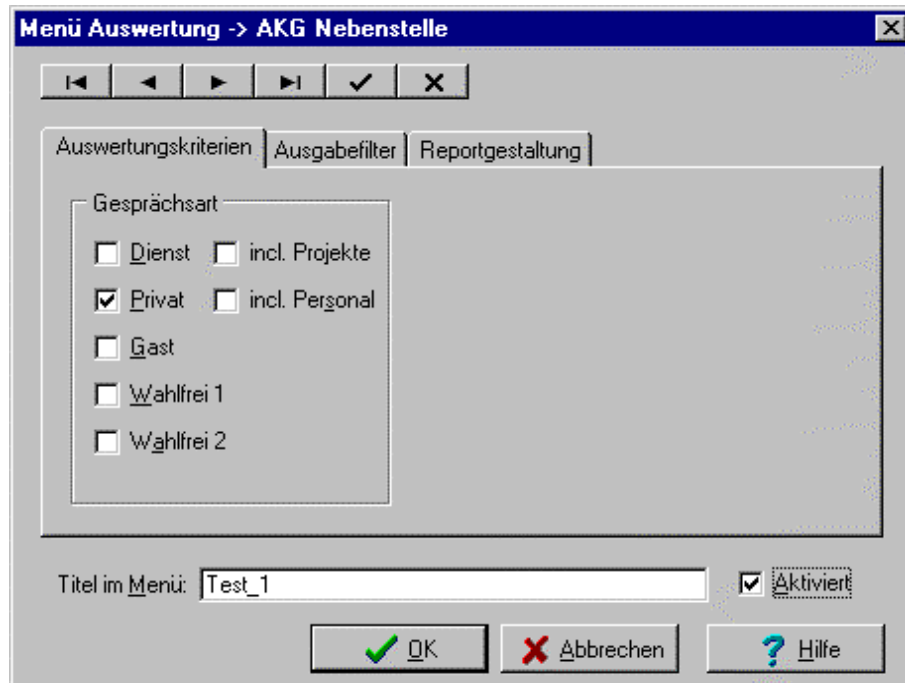 Menü Auswertung -> AKG Nebenstelle
Auswertungskriterien Ausgabefilter Reportgestaltung
Gesprächsart
Dienst incl. Projekte
Privat incl. Personal
Gast
Wahlfrei 1
Wahlfrei 2
Titel im Menü: Test_1 Aktiviert
OK Abbrechen Hilfe